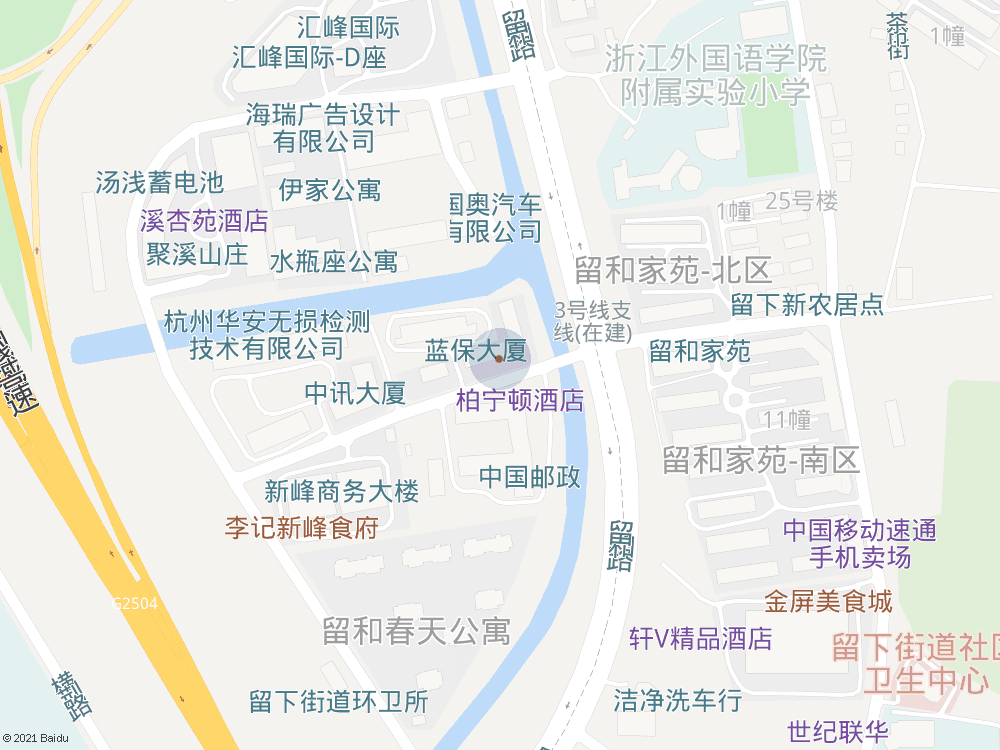 汇峰国际
汇峰国际-D座
留和路
茶市街
1幢
浙江外国语学院
附属实验小学
海瑞广告设计
有限公司
汤浅蓄电池
伊家公寓
溪杏苑酒店
国奥汽车
有限公司
1幢
25号楼
聚溪山庄
水瓶座公寓
留和家苑-北区
3号线支
线(在建)
留下新农居点
杭州华安无损检测
技术有限公司
蓝保大厦
留和家苑
中讯大厦
柏宁顿酒店
11幢
留和家苑-南区
新峰商务大楼
中国邮政
李记新峰食府
留和路
中国移动速通
手机卖场
G2504
金屏美食城
留和春天公寓
轩V精品酒店
留下街道社区
卫生中心
横一路
留下街道环卫所
洁净洗车行
世纪联华
© 2021 Baidu